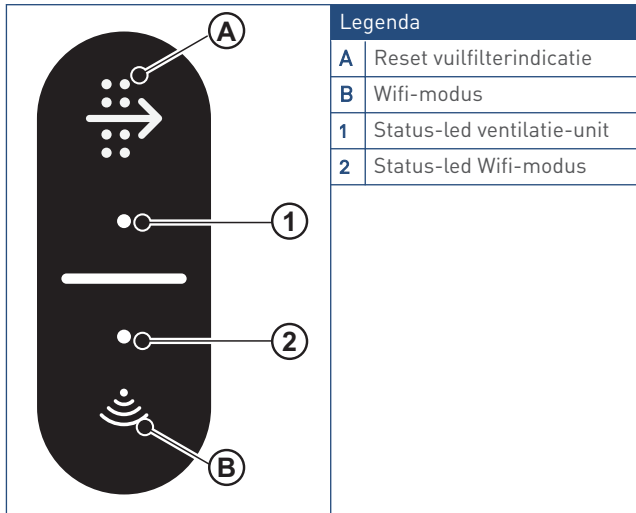 A
1
2
B
Legenda
A Reset vuilfilterindicatie
B Wifi-modus
1 Status-led ventilatie-unit
2 Status-led Wifi-modus